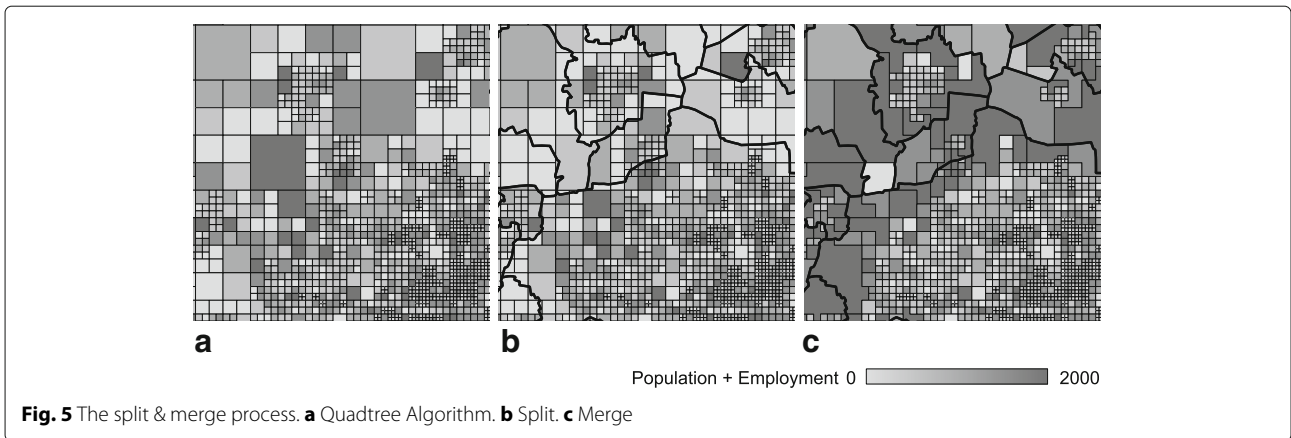 a
b
c
Population + Employment 0 2000
Fig. 5 The split & merge process. a Quadtree Algorithm. b Split. c Merge